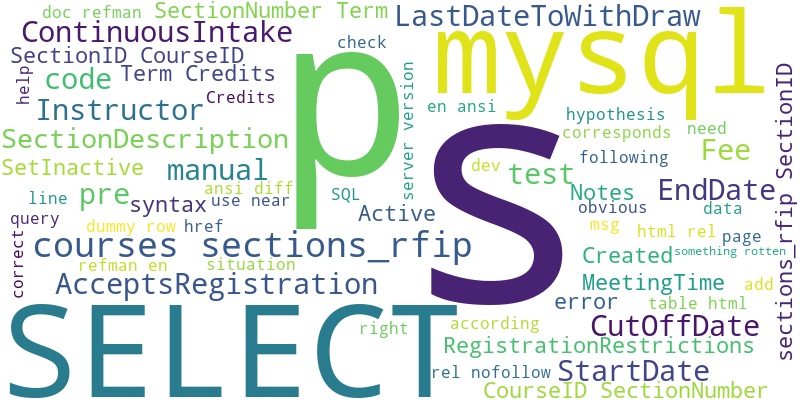 doc refman
SectionNumber Term
LastDateToWithDraw
mysql
ContinuousIntake
check
p
SectionID CourseID
help
code
Term Credits
Credits
server version
en ansi
SectionID
sections_rfip
Instructor
hypothesis
corresponds
need
SectionDescription
S
Fee
following
SetInactive
manual
dev
test
line
pre
ansi diff
SQL
Notes
EndDate
query
syntax
use near
Active
obvious
data
dummy row
href
msg
html rel
page
correct
courses
sections_rfip
Created
something rotten
refman en
situation
AcceptsRegistration
MeetingTime
add
error
table html
SELECT
right
according
CutOffDate
RegistrationRestrictions
rel nofollow
StartDate
CourseID SectionNumber